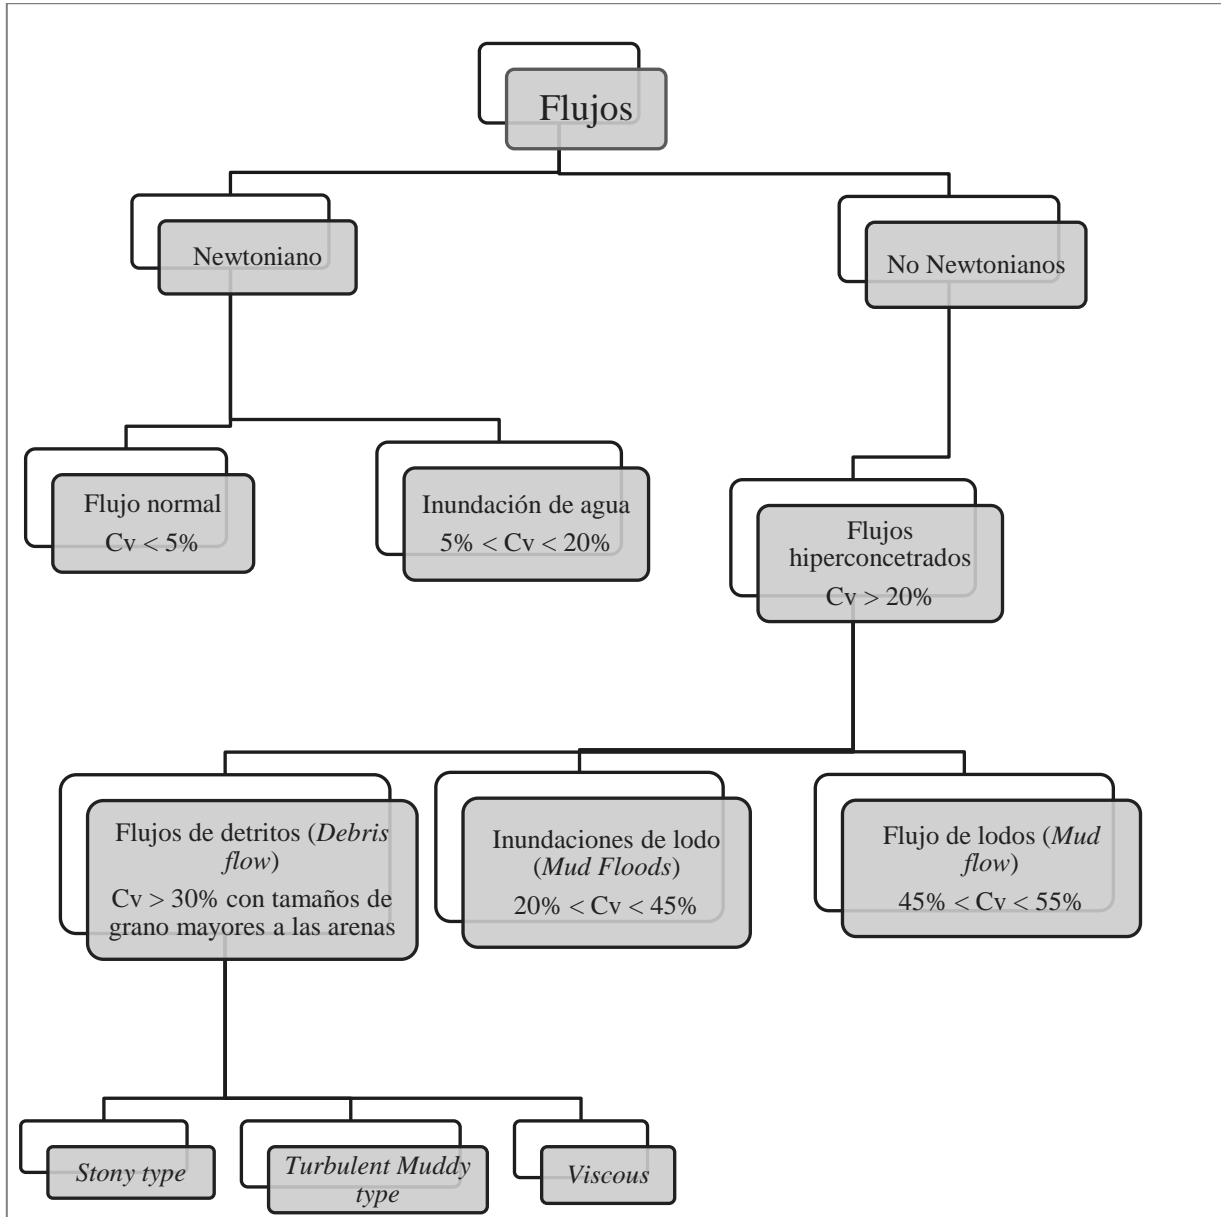 Flujos
Newtoniano
No Newtonianos
Flujo normal
Cv < 5%
Inundación de agua
5% < Cv < 20%
Flujos
hiperconcetrados
Cv > 20%
Flujos de detritos (Debris
flow)
Cv > 30% con tamaños de
grano mayores a las arenas
Inundaciones de lodo
(Mud Floods)
20% < Cv < 45%
Flujo de lodos (Mud
flow)
45% < Cv < 55%
Stony type
Turbulent Muddy
type
Viscous